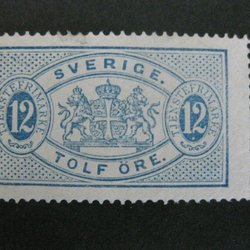 SVERIGE.
TJENSTEFRIMÄRKE
12
TJENSTEFRIMÄRKE
12
TOLF ÖRE.